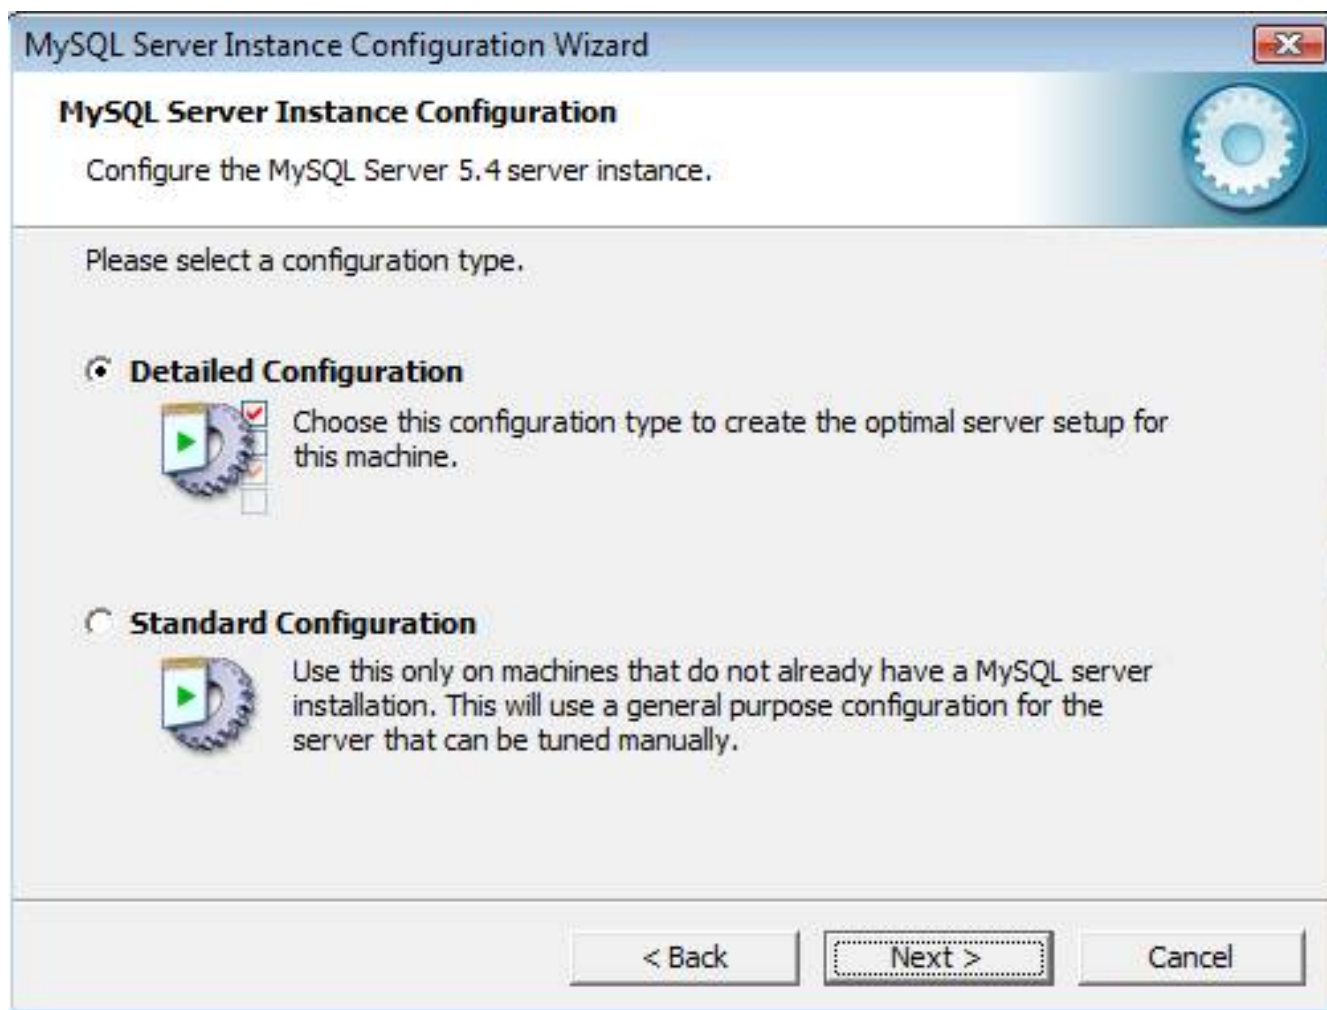 MySQL Server Instance Configuration Wizard
MySQL Server Instance Configuration
Configure the MySQL Server 5.4 server instance.
Please select a configuration type.
Detailed Configuration
Choose this configuration type to create the optimal server setup for
this machine.
Standard Configuration
Use this only on machines that do not already have a MySQL server
installation. This will use a general purpose configuration for the
server that can be tuned manually.
< Back
Next >
Cancel